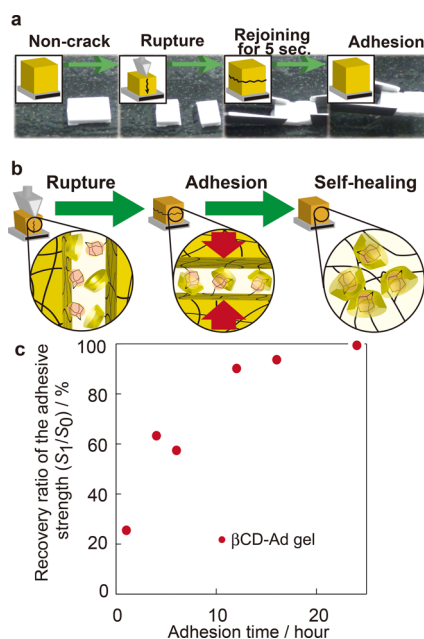 a
Non-crack
Rupture
Rejoining
for 5 sec.
Adhesion
b
Rupture
Adhesion
Self-healing
c
Recovery ratio of the adhesive
strength (S₁/S₀) / %
100
80
60
40
20
0
βCD-Ad gel
0
10
20
Adhesion time / hour